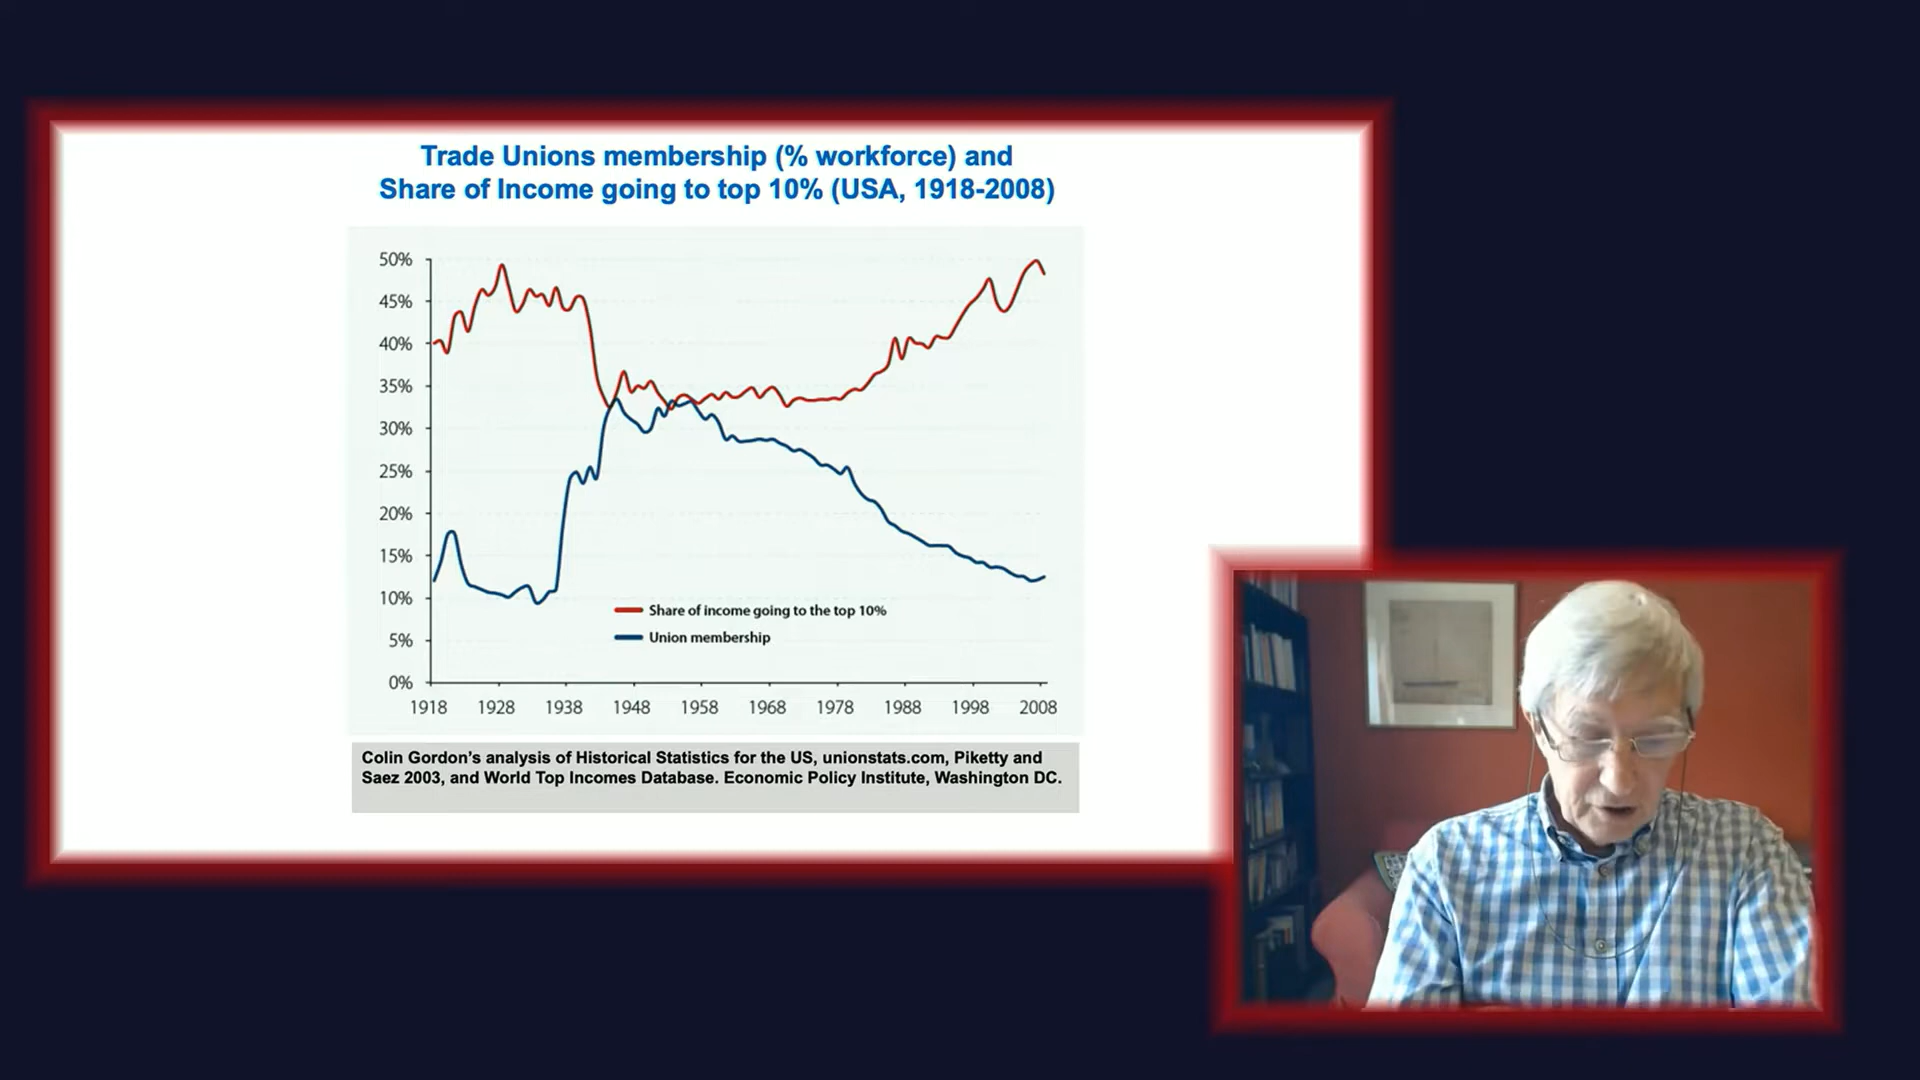 Trade Unions membership (% workforce) and
Share of Income going to top 10% (USA, 1918-2008)
50%
45%
40%
35%
30%
25%
20%
15%
10%
5%
0%
Share of income going to the top 10%
Union membership
1918 1928 1938 1948 1958 1968 1978 1988 1998 2008
Colin Gordon's analysis of Historical Statistics for the US, unionstats.com, Piketty and
Saez 2003, and World Top Incomes Database. Economic Policy Institute, Washington DC.